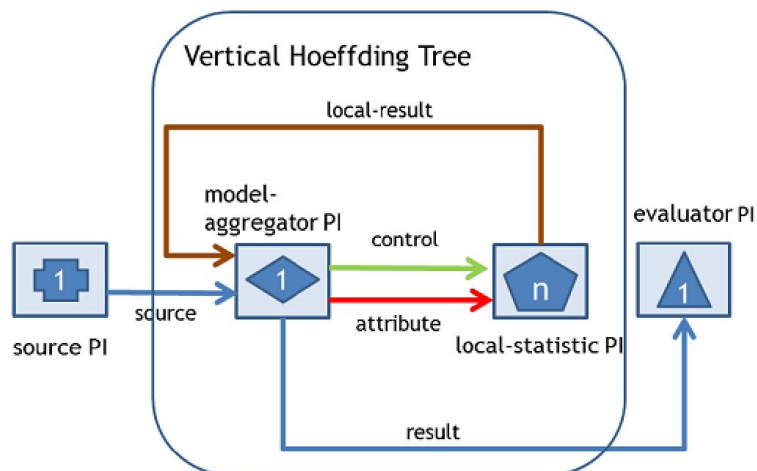 Vertical Hoeffding Tree
local-result
model-
aggregator PI
evaluator PI
control
1
1
n
1
source
attribute
source PI
local-statistic PI
result